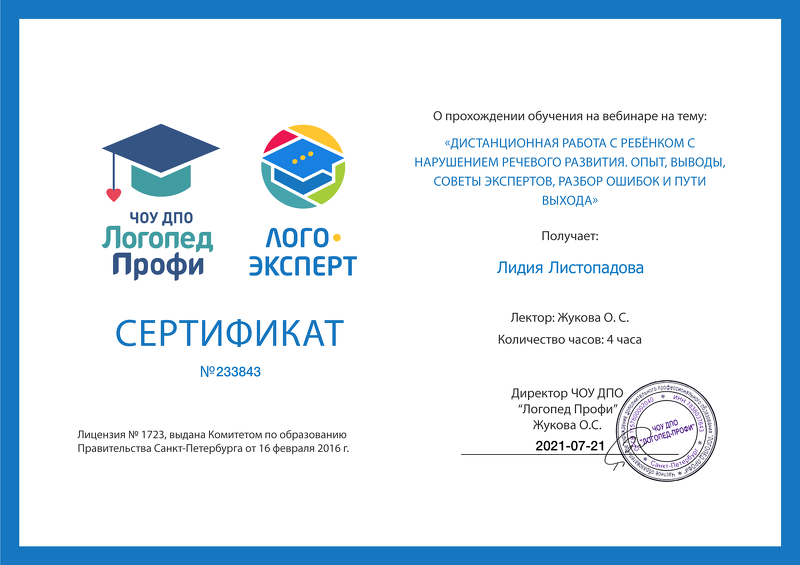 ЧОУ ДПО
Логопед
Профи
ЛОГО
ЭКСПЕРТ
СЕРТИФИКАТ
№233843
Лицензия № 1723, выдана Комитетом по образованию
Правительства Санкт-Петербурга от 16 февраля 2016 г.
О прохождении обучения на вебинаре на тему:
«ДИСТАНЦИОННАЯ РАБОТА С РЕБЁНКОМ С
НАРУШЕНИЕМ РЕЧЕВОГО РАЗВИТИЯ. ОПЫТ, ВЫВОДЫ,
СОВЕТЫ ЭКСПЕРТОВ, РАЗБОР ОШИБОК И ПУТИ
ВЫХОДА»
Получает:
Лидия Листопадова
Лектор: Жукова О. С.
Количество часов: 4 часа
Директор ЧОУ ДПО
“Логопед Профи”
Жукова О.С.
2021-07-21
ЧОУ ДПО
"ЛОГОПЕД-ПРОФИ"
Санкт-Петербург